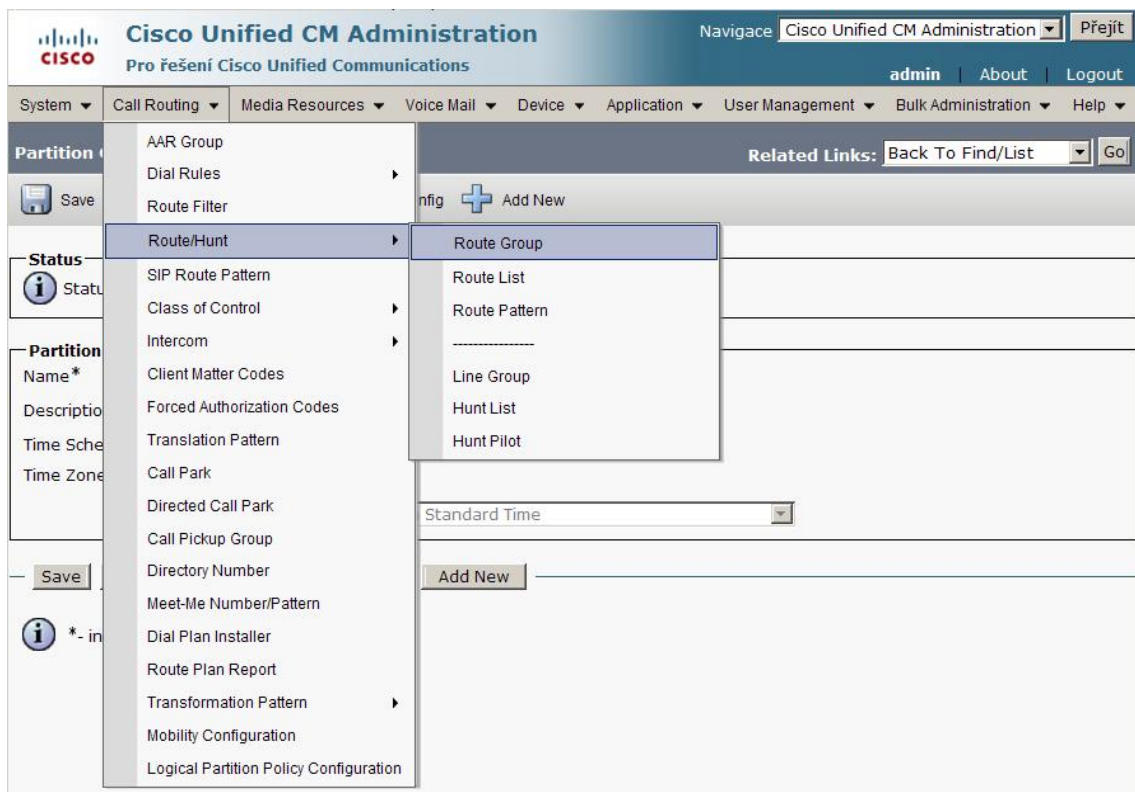 Cisco Unified CM Administration
Navigace Cisco Unified CM Administration Přejít
CISCO
Pro řešení Cisco Unified Communications
admin | About | Logout
System Call Routing Media Resources Voice Mail Device Application User Management Bulk Administration Help
Partition
Related Links: Back To Find/List Go
Save
nfig Add New
AAR Group
Dial Rules
Route Filter
Route/Hunt
SIP Route Pattern
Class of Control
Intercom
Client Matter Codes
Forced Authorization Codes
Translation Pattern
Call Park
Directed Call Park
Call Pickup Group
Directory Number
Meet-Me Number/Pattern
Dial Plan Installer
Route Plan Report
Transformation Pattern
Mobility Configuration
Logical Partition Policy Configuration
Route Group
Route List
Route Pattern
----------------
Line Group
Hunt List
Hunt Pilot
Status
Statu
Partition
Name*
Descriptio
Time Sche
Time Zone
Standard Time
Save
Add New
*- in